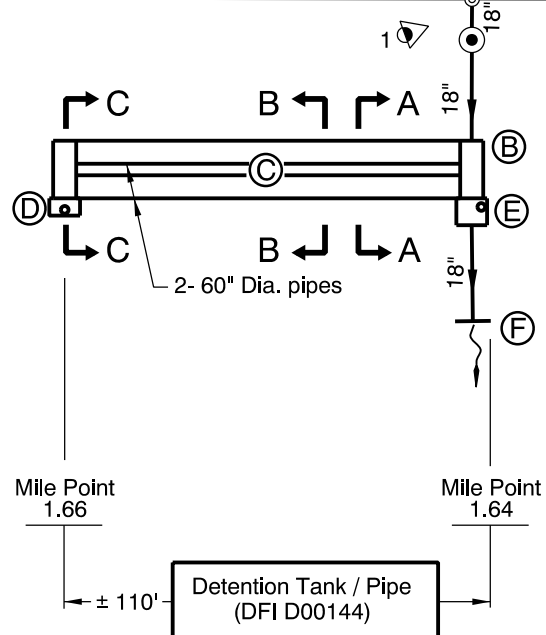 18"
1
18"
C B A
B
C
D
E
C B A
2- 60" Dia. pipes
18"
F
Mile Point
1.66
Mile Point
1.64
± 110'
Detention Tank / Pipe
(DFI D00144)